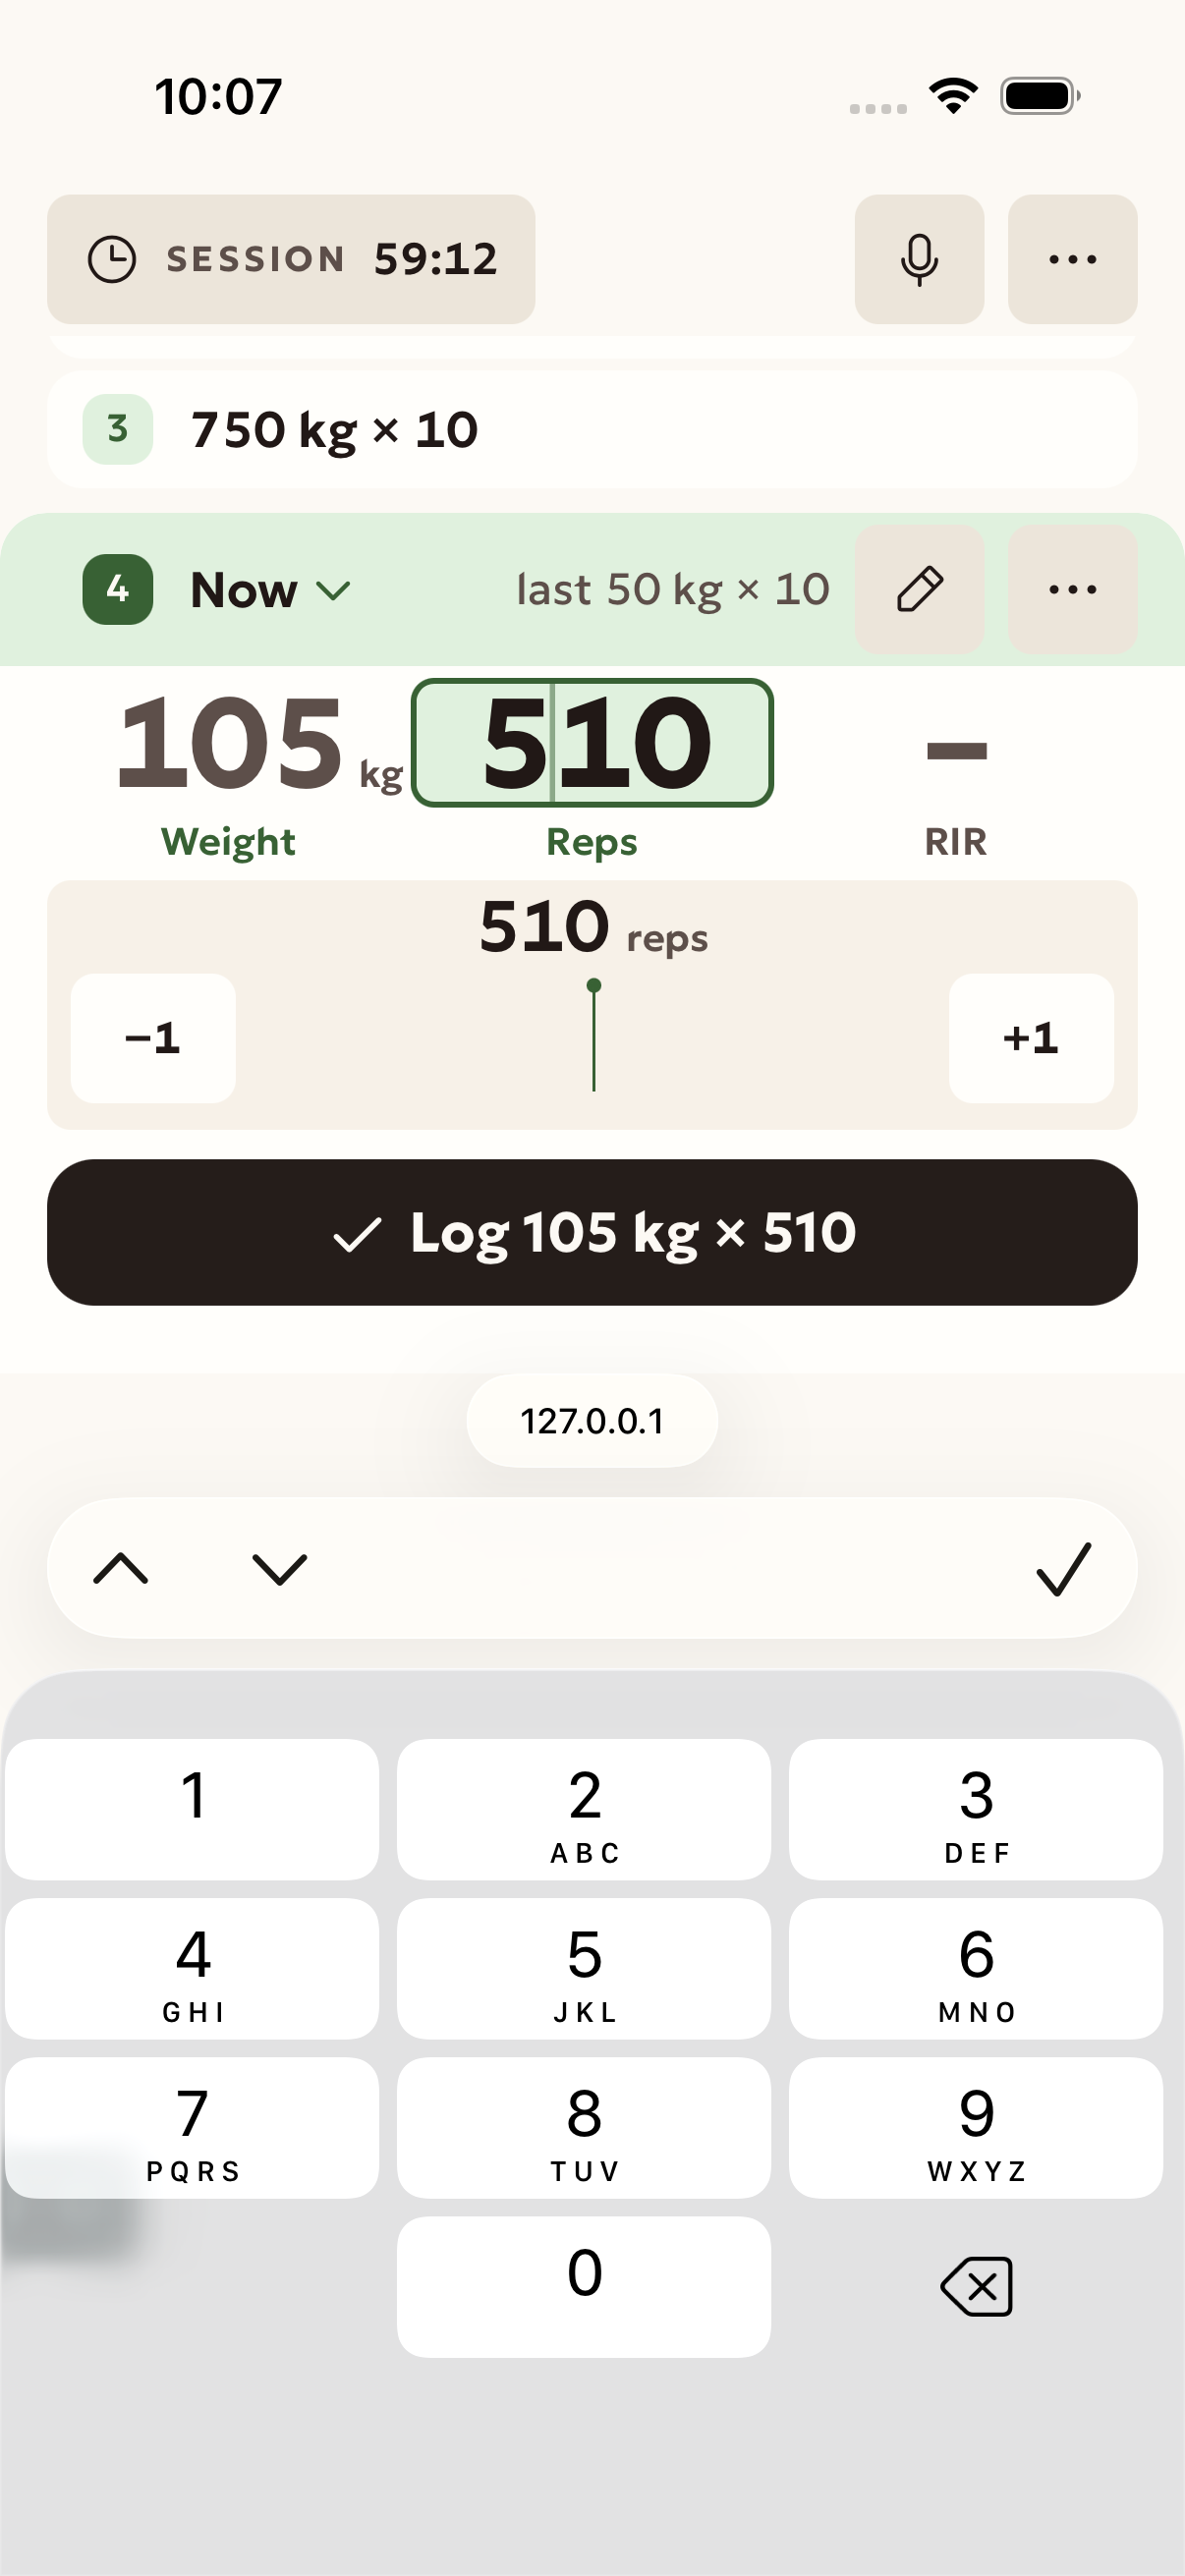 10:07
SESSION 59:12
3 750 kg × 10
4 Now last 50 kg × 10
105 kg 510 –
Weight Reps RIR
510 reps
−1 +1
Log 105 kg × 510
127.0.0.1
1 2 3
ABC DEF
4 5 6
GHI JKL MNO
7 8 9
PQRS TUV WXYZ
0